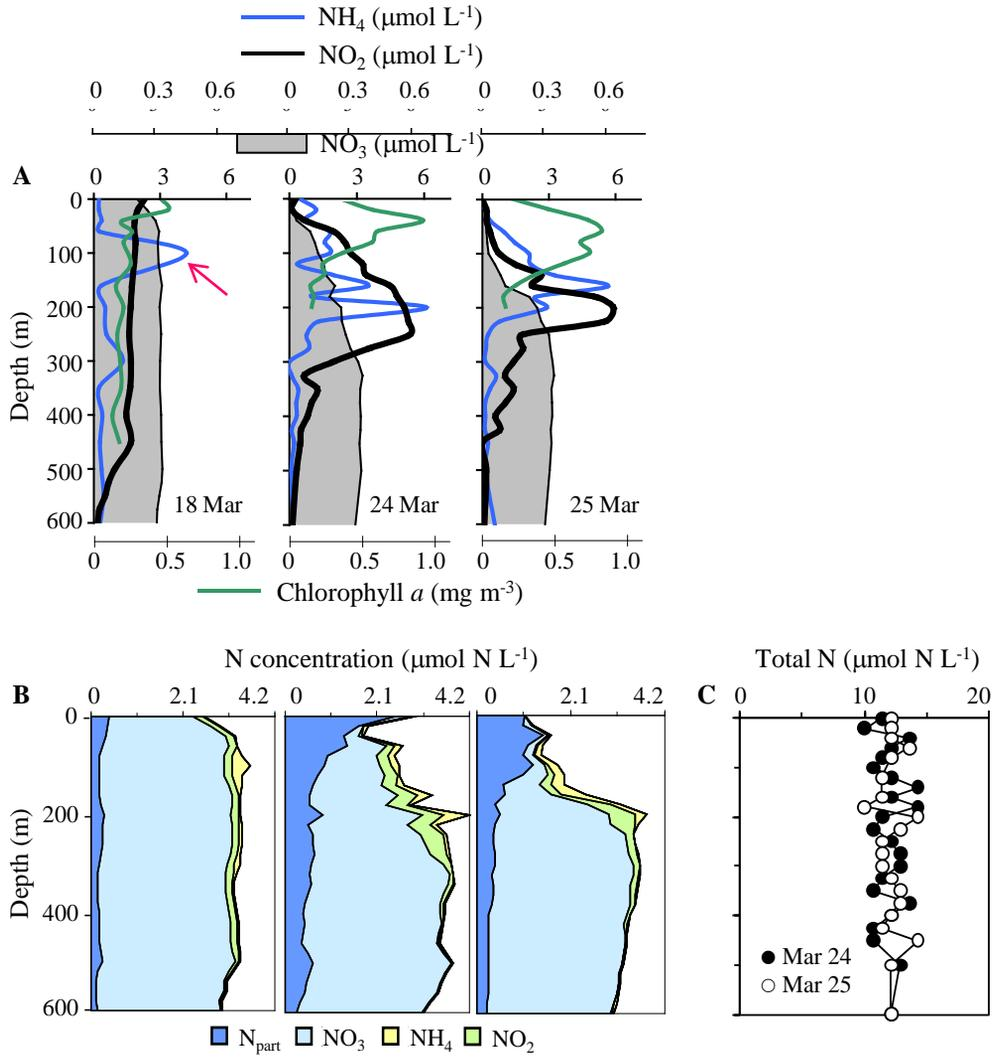 NH4 (μmol L-1)
NO2 (μmol L-1)
0 0.3 0.6 0 0.3 0.6 0 0.3 0.6
NO3 (μmol L-1)
A
0 3 6 0 3 6 0 3 6
0
100
200
300
400
500
600
Depth (m)
18 Mar 24 Mar 25 Mar
0 0.5 1.0 0 0.5 1.0 0 0.5 1.0
Chlorophyll a (mg m-3)
N concentration (μmol N L-1) Total N (μmol N L-1)
B C
0 2.1 4.2 0 2.1 4.2 0 2.1 4.2 0 10 20
0
200
400
600
Depth (m)
Mar 24
Mar 25
Npart NO3 NH4 NO2